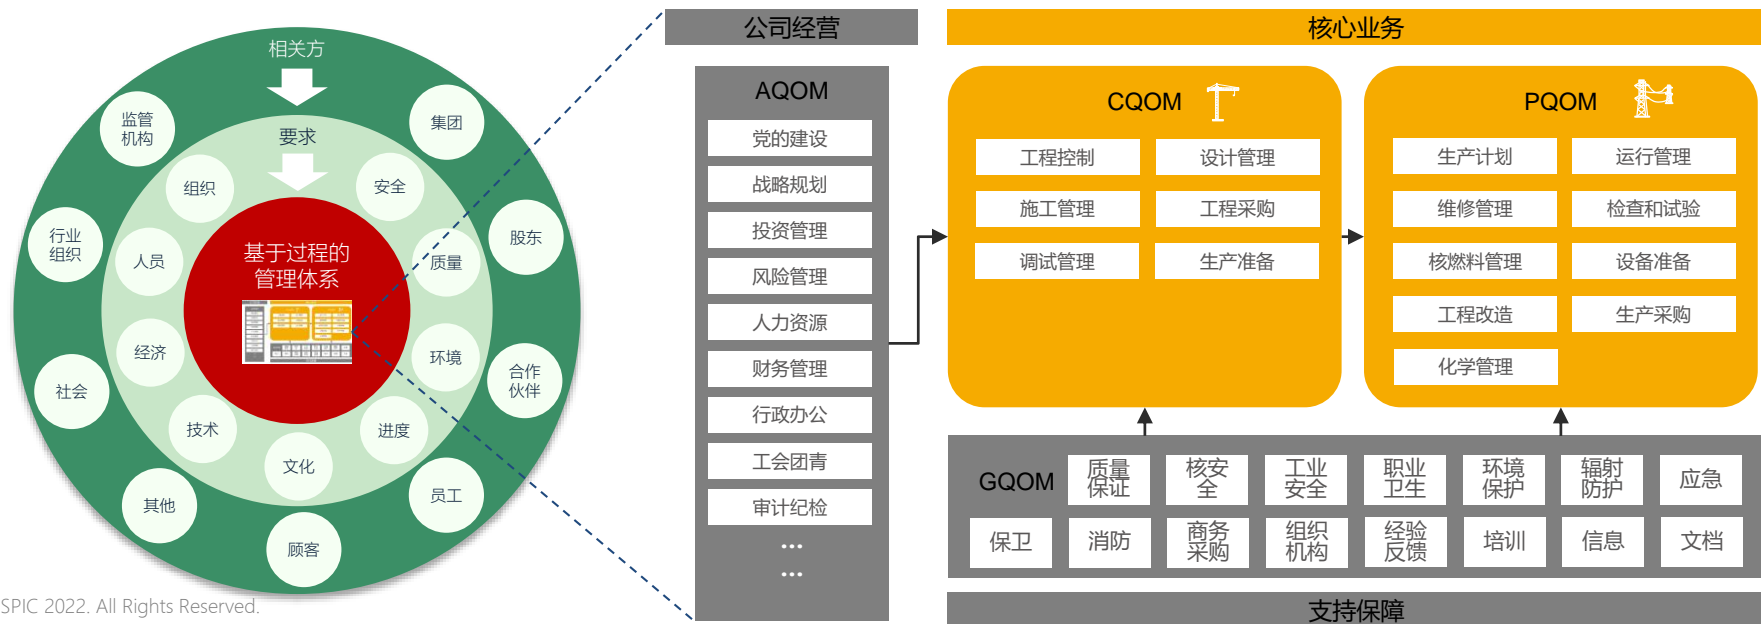 相关方
监管
机构
集团
行业
组织
股东
社会
合作
伙伴
其他
员工
顾客
要求
组织
安全
人员
质量
经济
环境
技术
进度
文化
基于过程的
管理体系
SPIC 2022. All Rights Reserved.
公司经营
AQOM
党的建设
战略规划
投资管理
风险管理
人力资源
财务管理
行政办公
工会团青
审计纪检
...
...
核心业务
CQOM
工程控制
设计管理
施工管理
工程采购
调试管理
生产准备
PQOM
生产计划
运行管理
维修管理
检查和试验
核燃料管理
设备准备
工程改造
生产采购
化学管理
GQOM
质量
保证
核安
全
工业
安全
职业
卫生
环境
保护
辐射
防护
应急
保卫
消防
商务
采购
组织
机构
经验
反馈
培训
信息
文档
支持保障